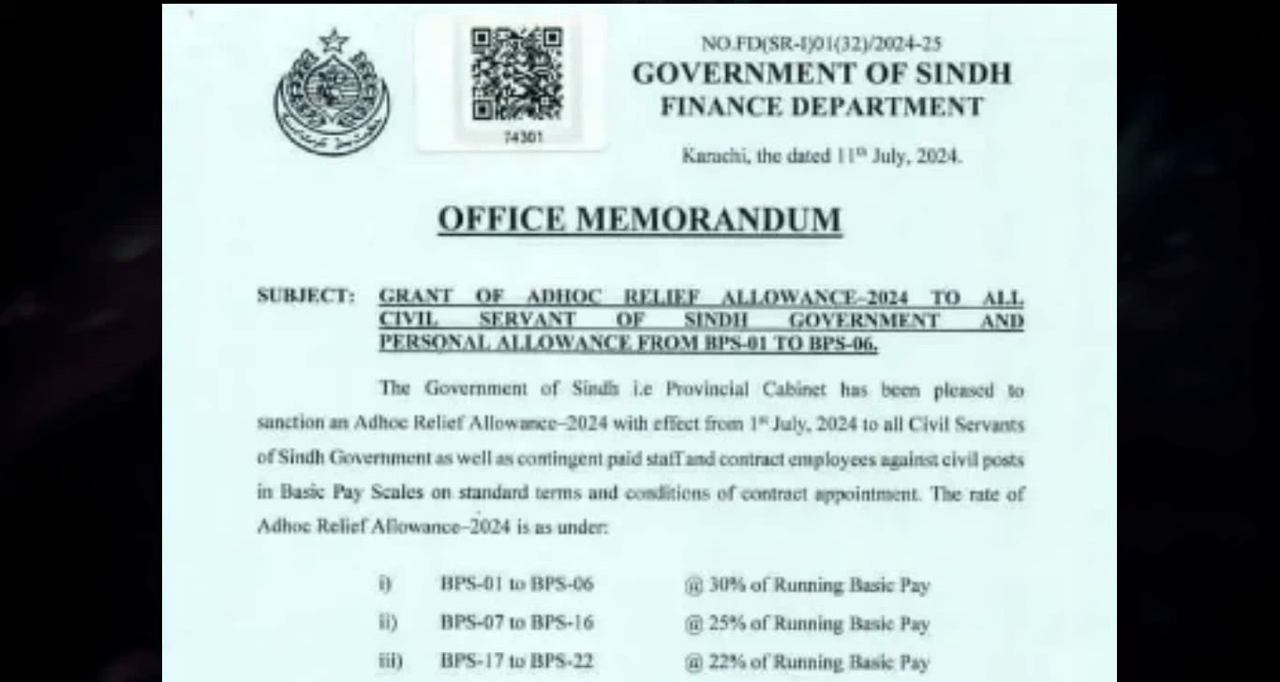 NO.FD(SR-I)01(32)/2024-25
GOVERNMENT OF SINDH
FINANCE DEPARTMENT
74301
Karachi, the dated 11th July, 2024.
OFFICE MEMORANDUM
SUBJECT: GRANT OF ADHOC RELIEF ALLOWANCE–2024 TO ALL
CIVIL SERVANT OF SINDH GOVERNMENT AND
PERSONAL ALLOWANCE FROM BPS-01 TO BPS-06.
The Government of Sindh i.e Provincial Cabinet has been pleased to
sanction an Adhoc Relief Allowance–2024 with effect from 1st July, 2024 to all Civil Servants
of Sindh Government as well as contingent paid staff and contract employees against civil posts
in Basic Pay Scales on standard terms and conditions of contract appointment. The rate of
Adhoc Relief Allowance–2024 is as under:
i) BPS-01 to BPS-06 @ 30% of Running Basic Pay
ii) BPS-07 to BPS-16 @ 25% of Running Basic Pay
iii) BPS-17 to BPS-22 @ 22% of Running Basic Pay